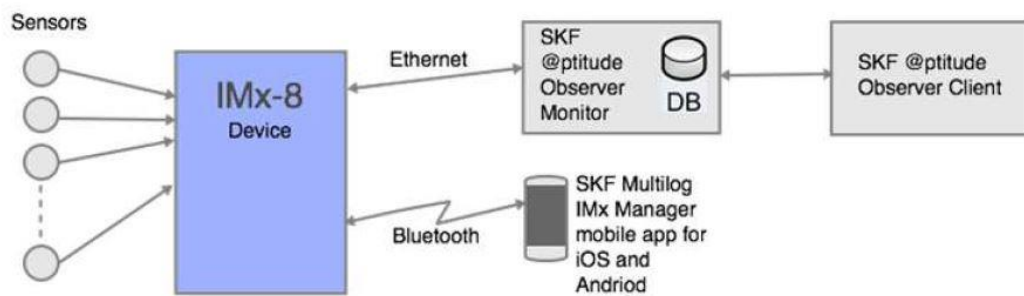 Sensors
IMx-8
Device
Ethernet
SKF
@ptitude
Observer
Monitor
DB
SKF @ptitude
Observer Client
Bluetooth
SKF Multilog
IMx Manager
mobile app for
iOS and
Andriod